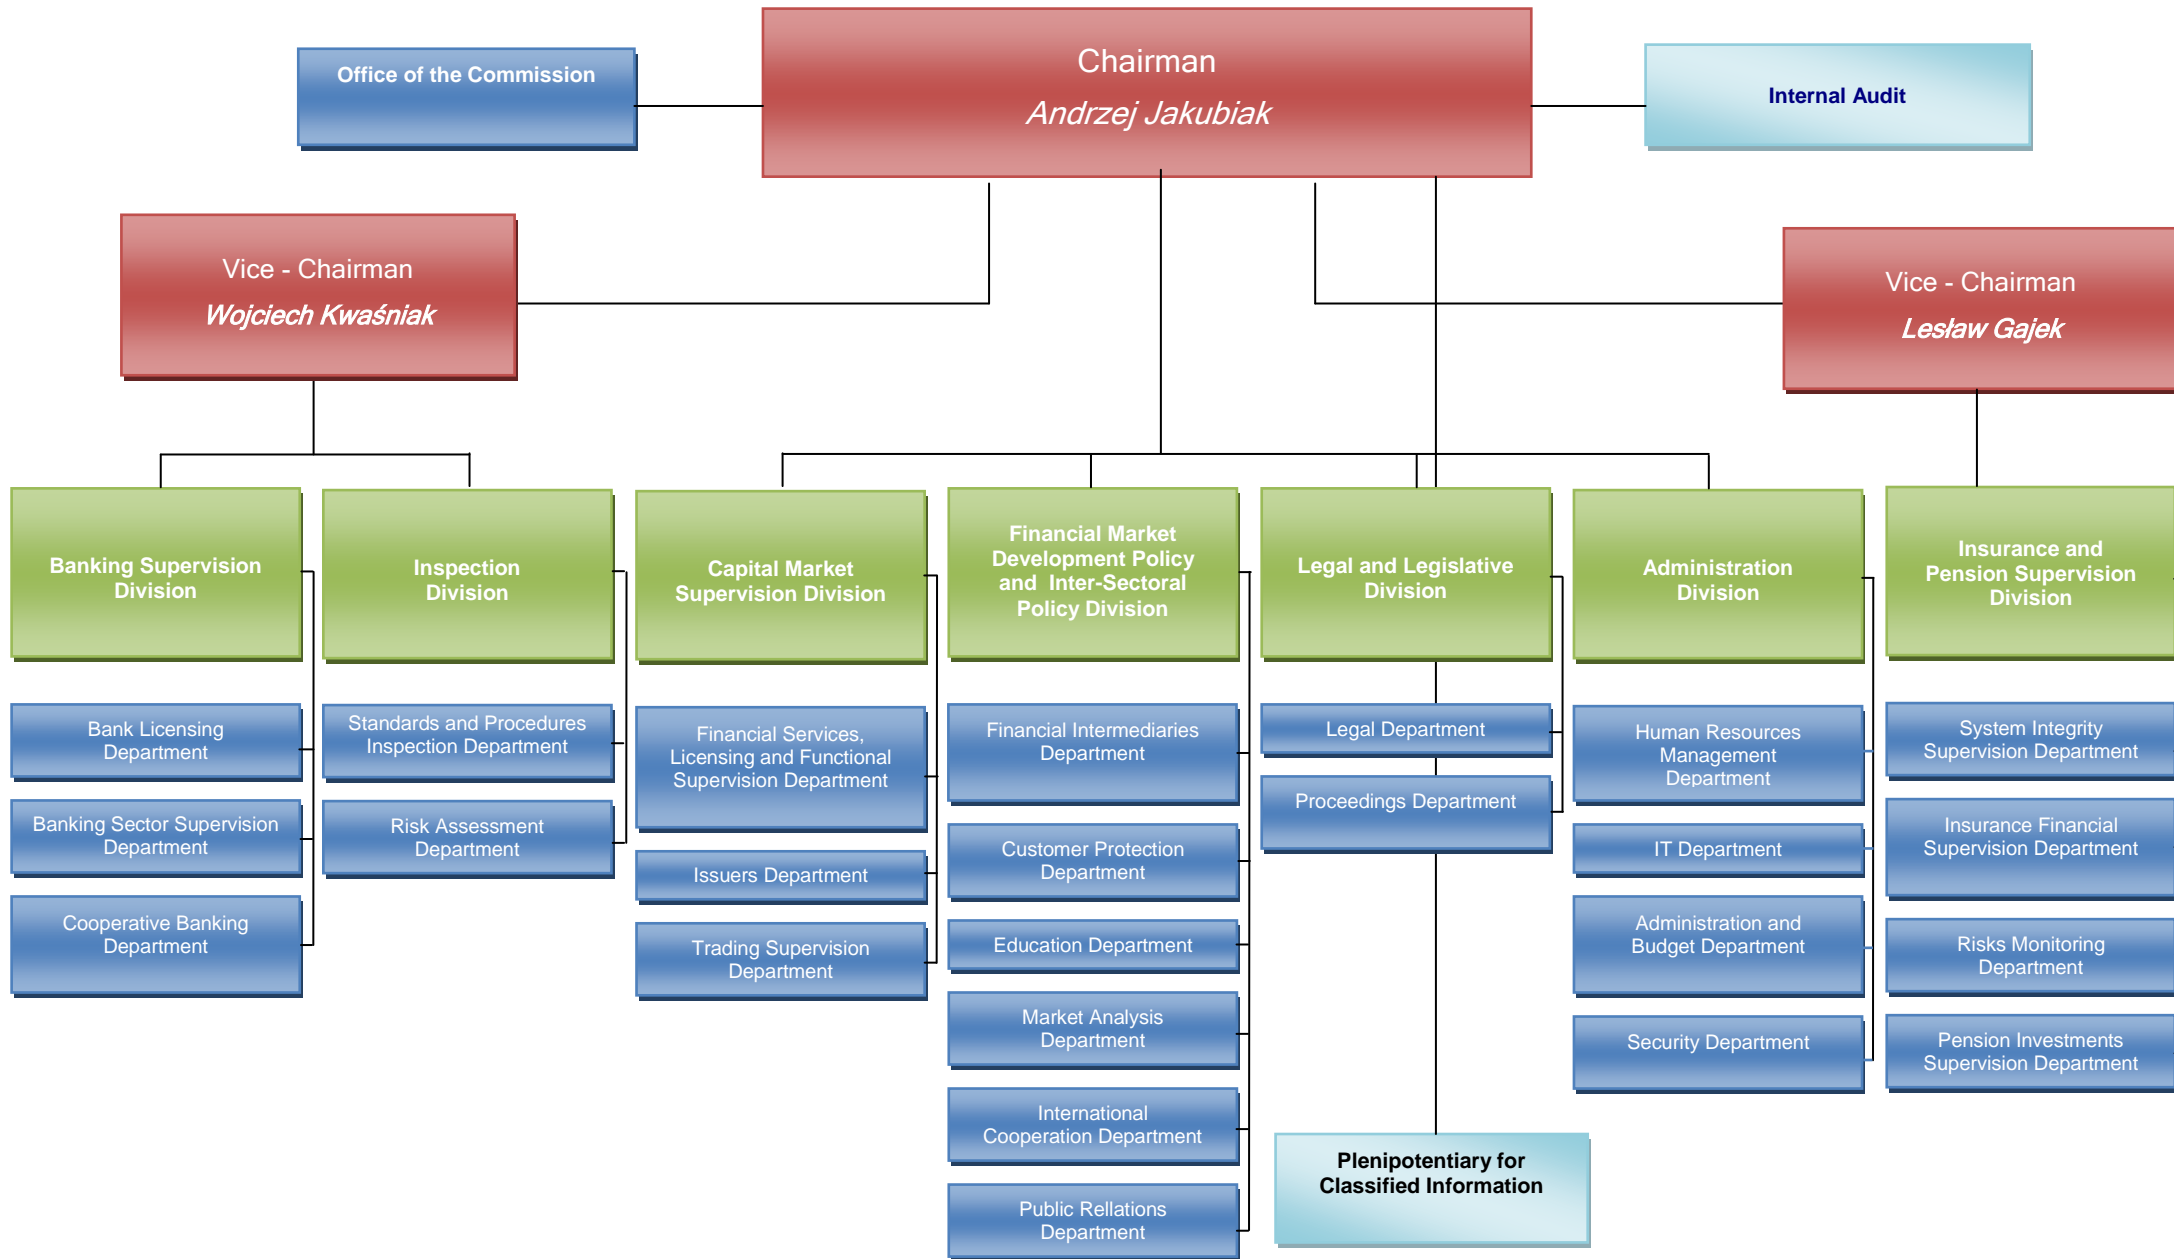 Office of the Commission
Chairman
Andrzej Jakubiak
Internal Audit
Vice - Chairman
Wojciech Kwaśniak
Vice - Chairman
Lesław Gajek
Banking Supervision
Division
Inspection
Division
Capital Market
Supervision Division
Financial Market
Development Policy
and Inter-Sectoral
Policy Division
Legal and Legislative
Division
Administration
Division
Insurance and
Pension Supervision
Division
Bank Licensing
Department
Banking Sector Supervision
Department
Cooperative Banking
Department
Standards and Procedures
Inspection Department
Risk Assessment
Department
Financial Services,
Licensing and Functional
Supervision Department
Issuers Department
Trading Supervision
Department
Financial Intermediaries
Department
Customer Protection
Department
Education Department
Market Analysis
Department
International
Cooperation Department
Public Rellations
Department
Legal Department
Proceedings Department
Plenipotentiary for
Classified Information
Human Resources
Management
Department
IT Department
Administration and
Budget Department
Security Department
System Integrity
Supervision Department
Insurance Financial
Supervision Department
Risks Monitoring
Department
Pension Investments
Supervision Department